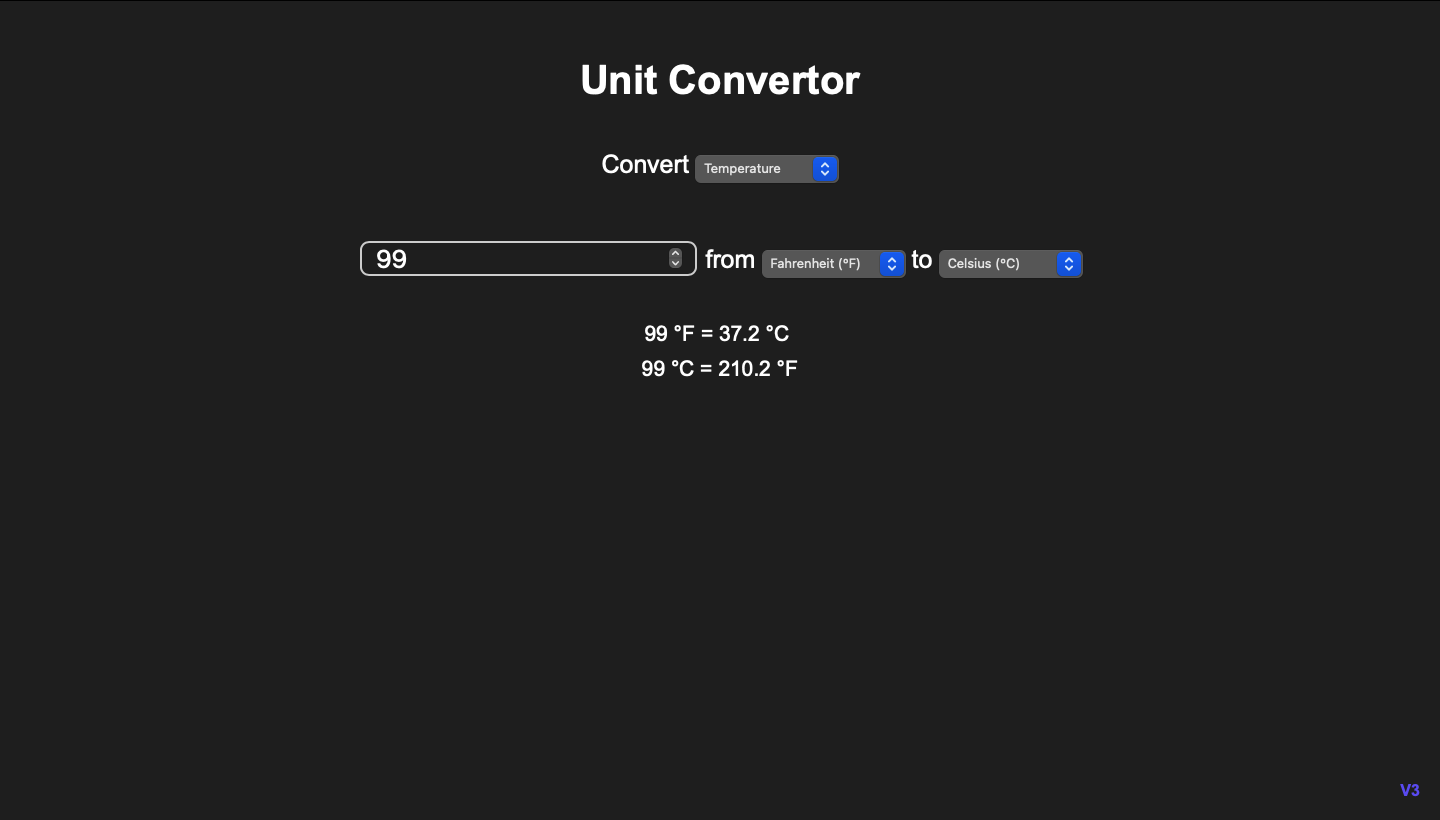 Unit Convertor
Convert Temperature
99 from Fahrenheit (°F) to Celsius (°C)
99 °F = 37.2 °C
99 °C = 210.2 °F
V3